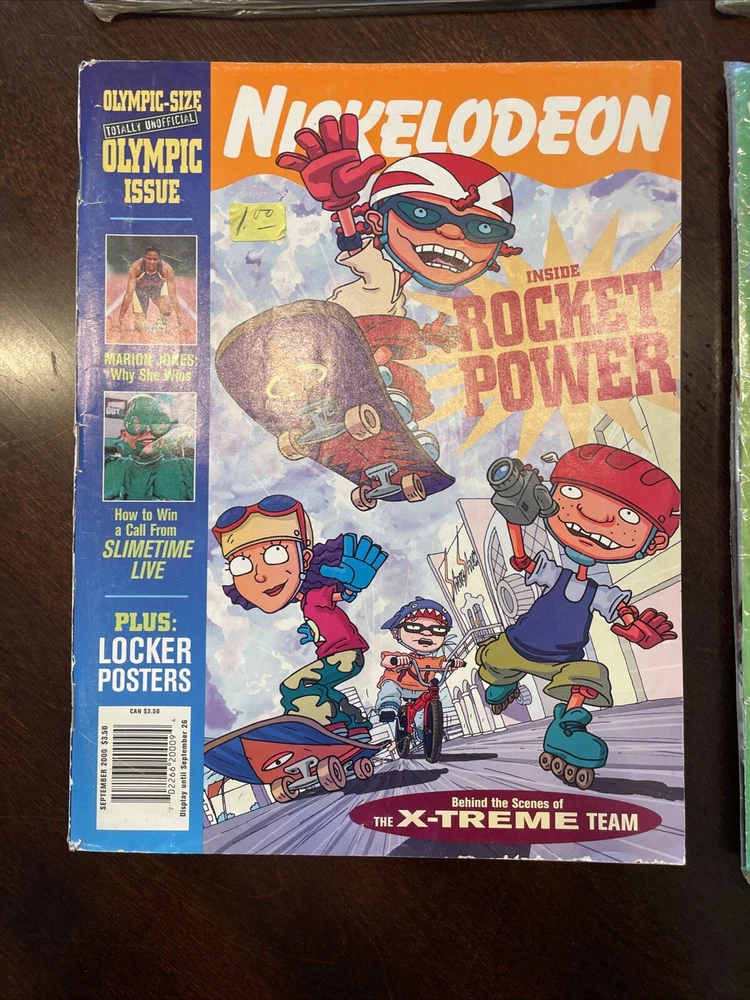 OLYMPIC-SIZE
TOTALLY UNOFFICIAL
OLYMPIC
ISSUE
NICKELODEON
1.00
MARION JONES:
Why She Wins
INSIDE
ROCKET
POWER
How to Win
a Call From
SLIMETIME
LIVE
PLUS:
LOCKER
POSTERS
CAN $3.50
SEPTEMBER 2000 $3.50
Display until September 26
Behind the Scenes of
THE X-TREME TEAM